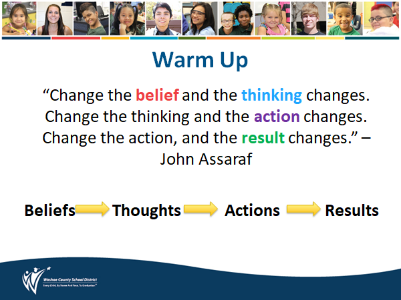 Warm Up
“Change the belief and the thinking changes.
Change the thinking and the action changes.
Change the action, and the result changes.” –
John Assaraf
Beliefs Thoughts Actions Results
Washoe County School District